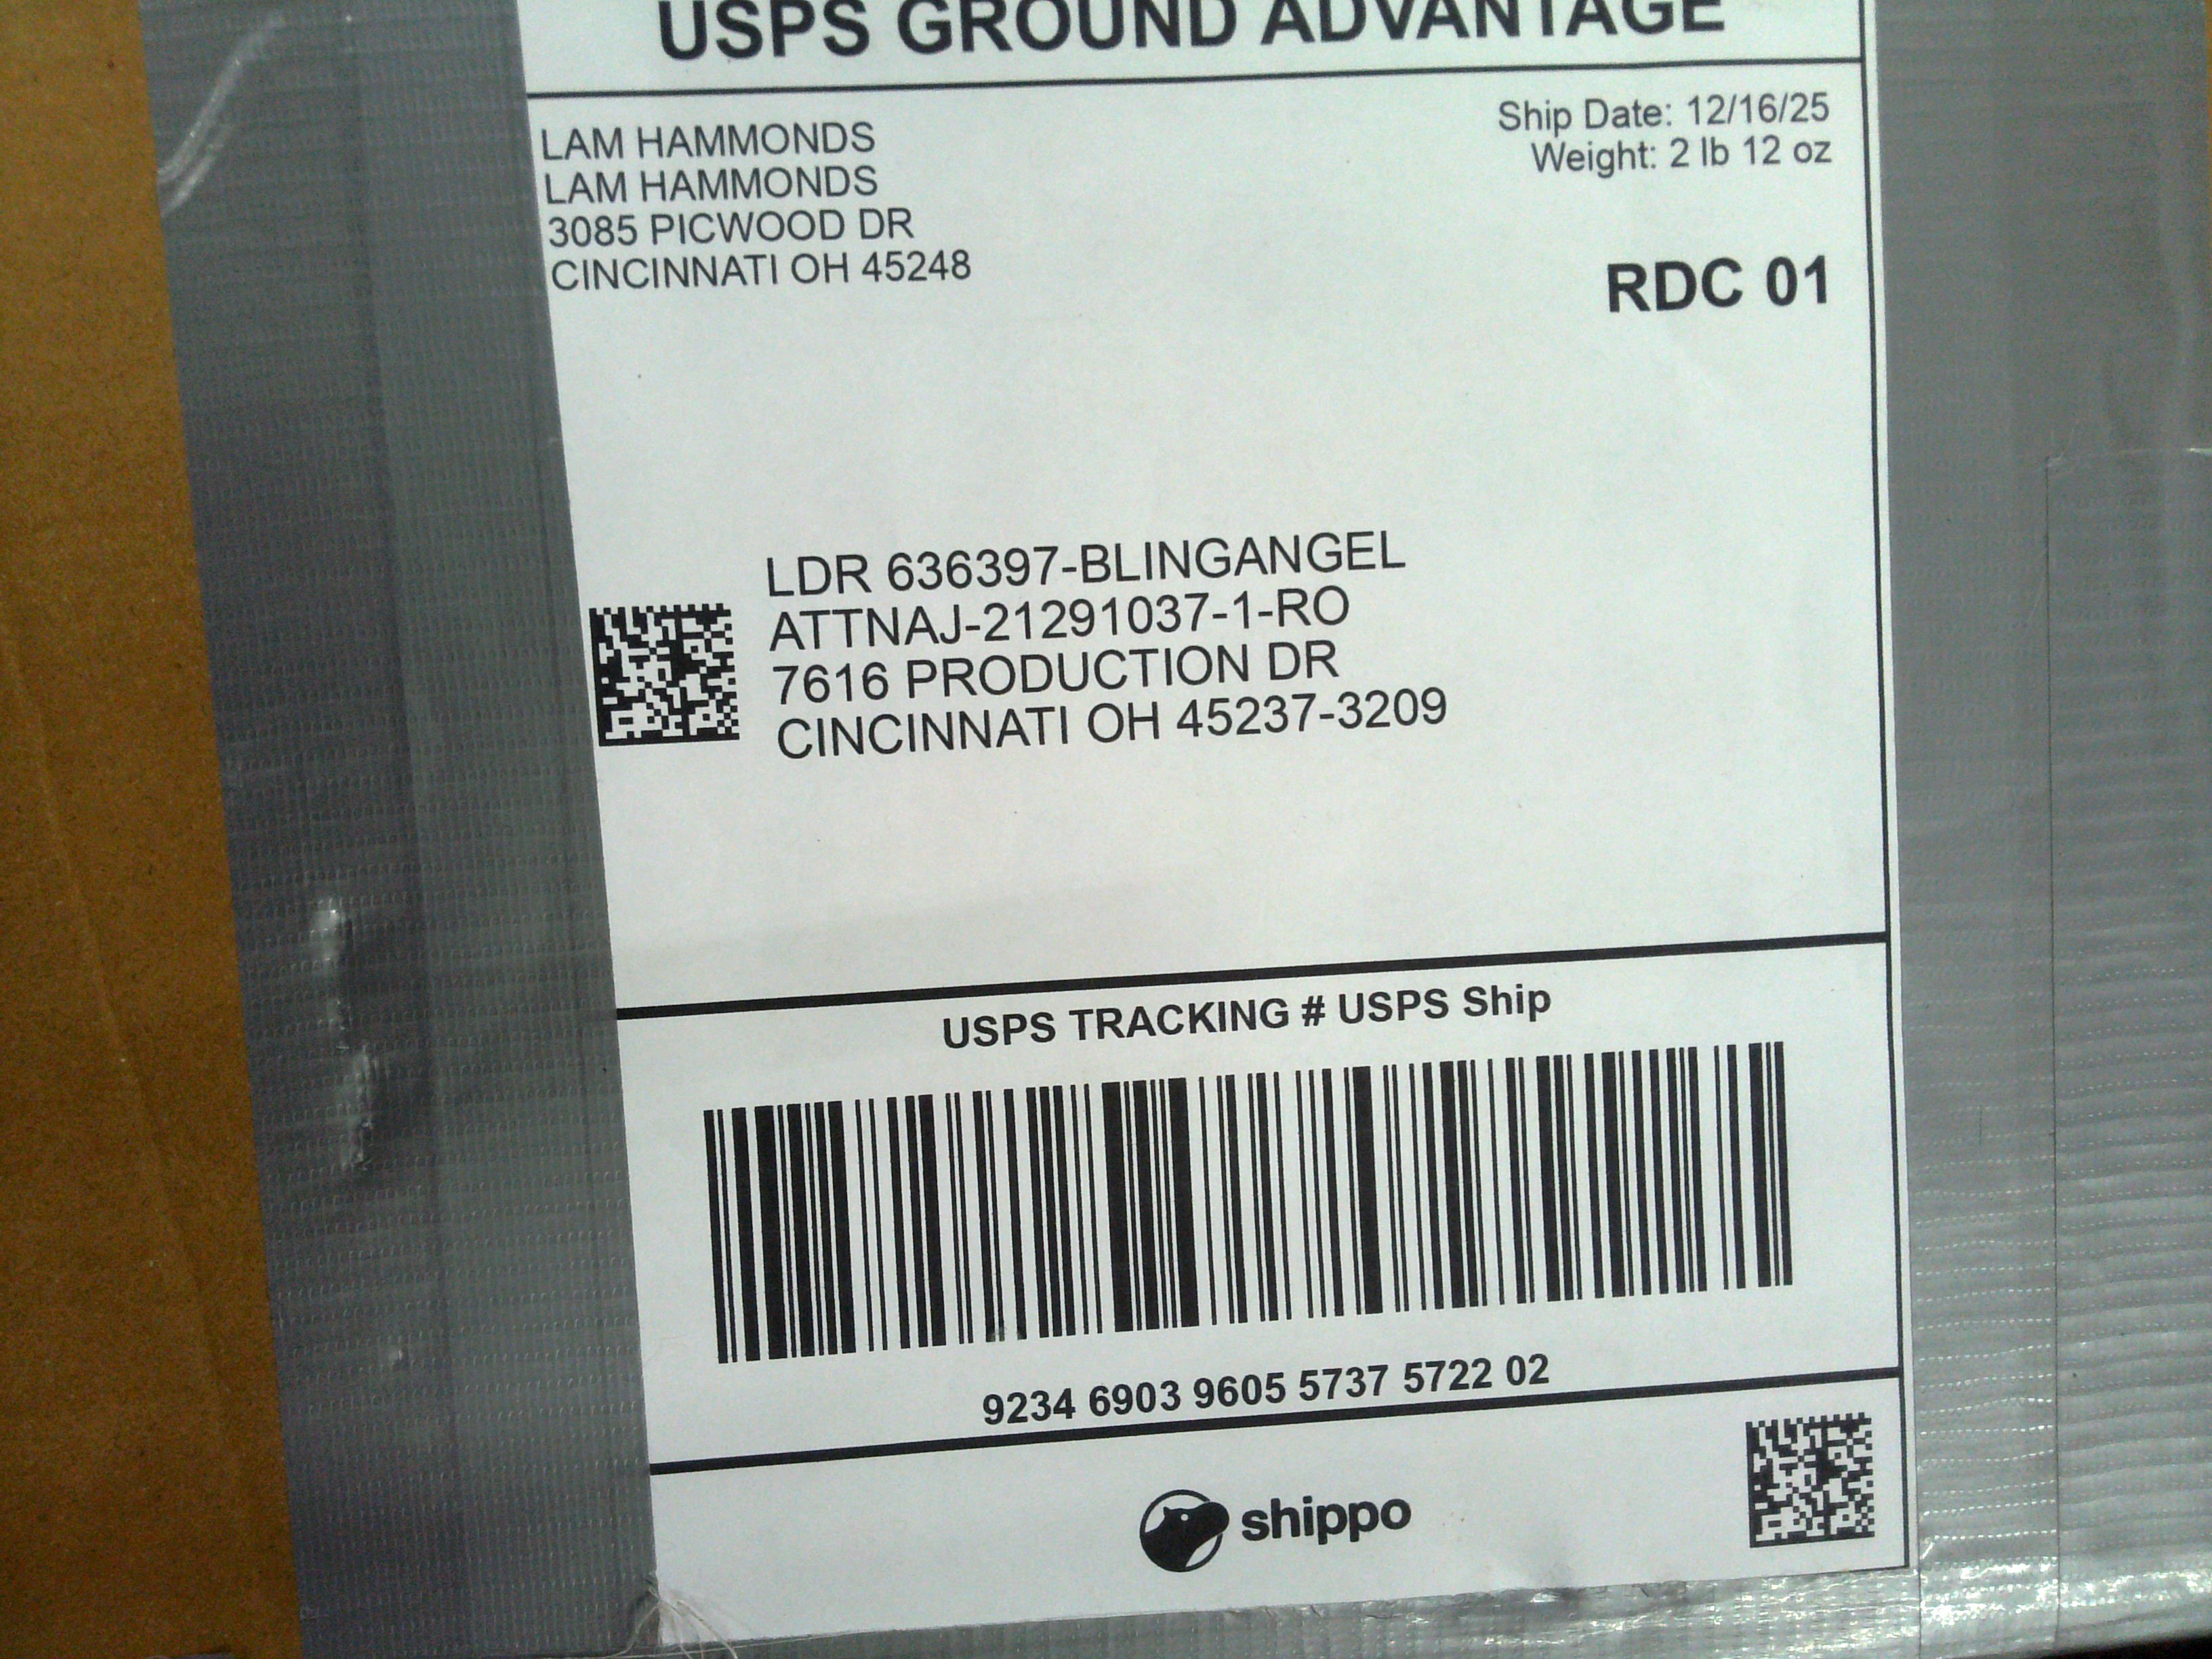 USPS GROUND ADVANTAGE
LAM HAMMONDS
LAM HAMMONDS
3085 PICWOOD DR
CINCINNATI OH 45248
Ship Date: 12/16/25
Weight: 2 lb 12 oz
RDC 01
LDR 636397-BLINGANGEL
ATTNAJ-21291037-1-RO
7616 PRODUCTION DR
CINCINNATI OH 45237-3209
USPS TRACKING # USPS Ship
9234 6903 9605 5737 5722 02
shippo